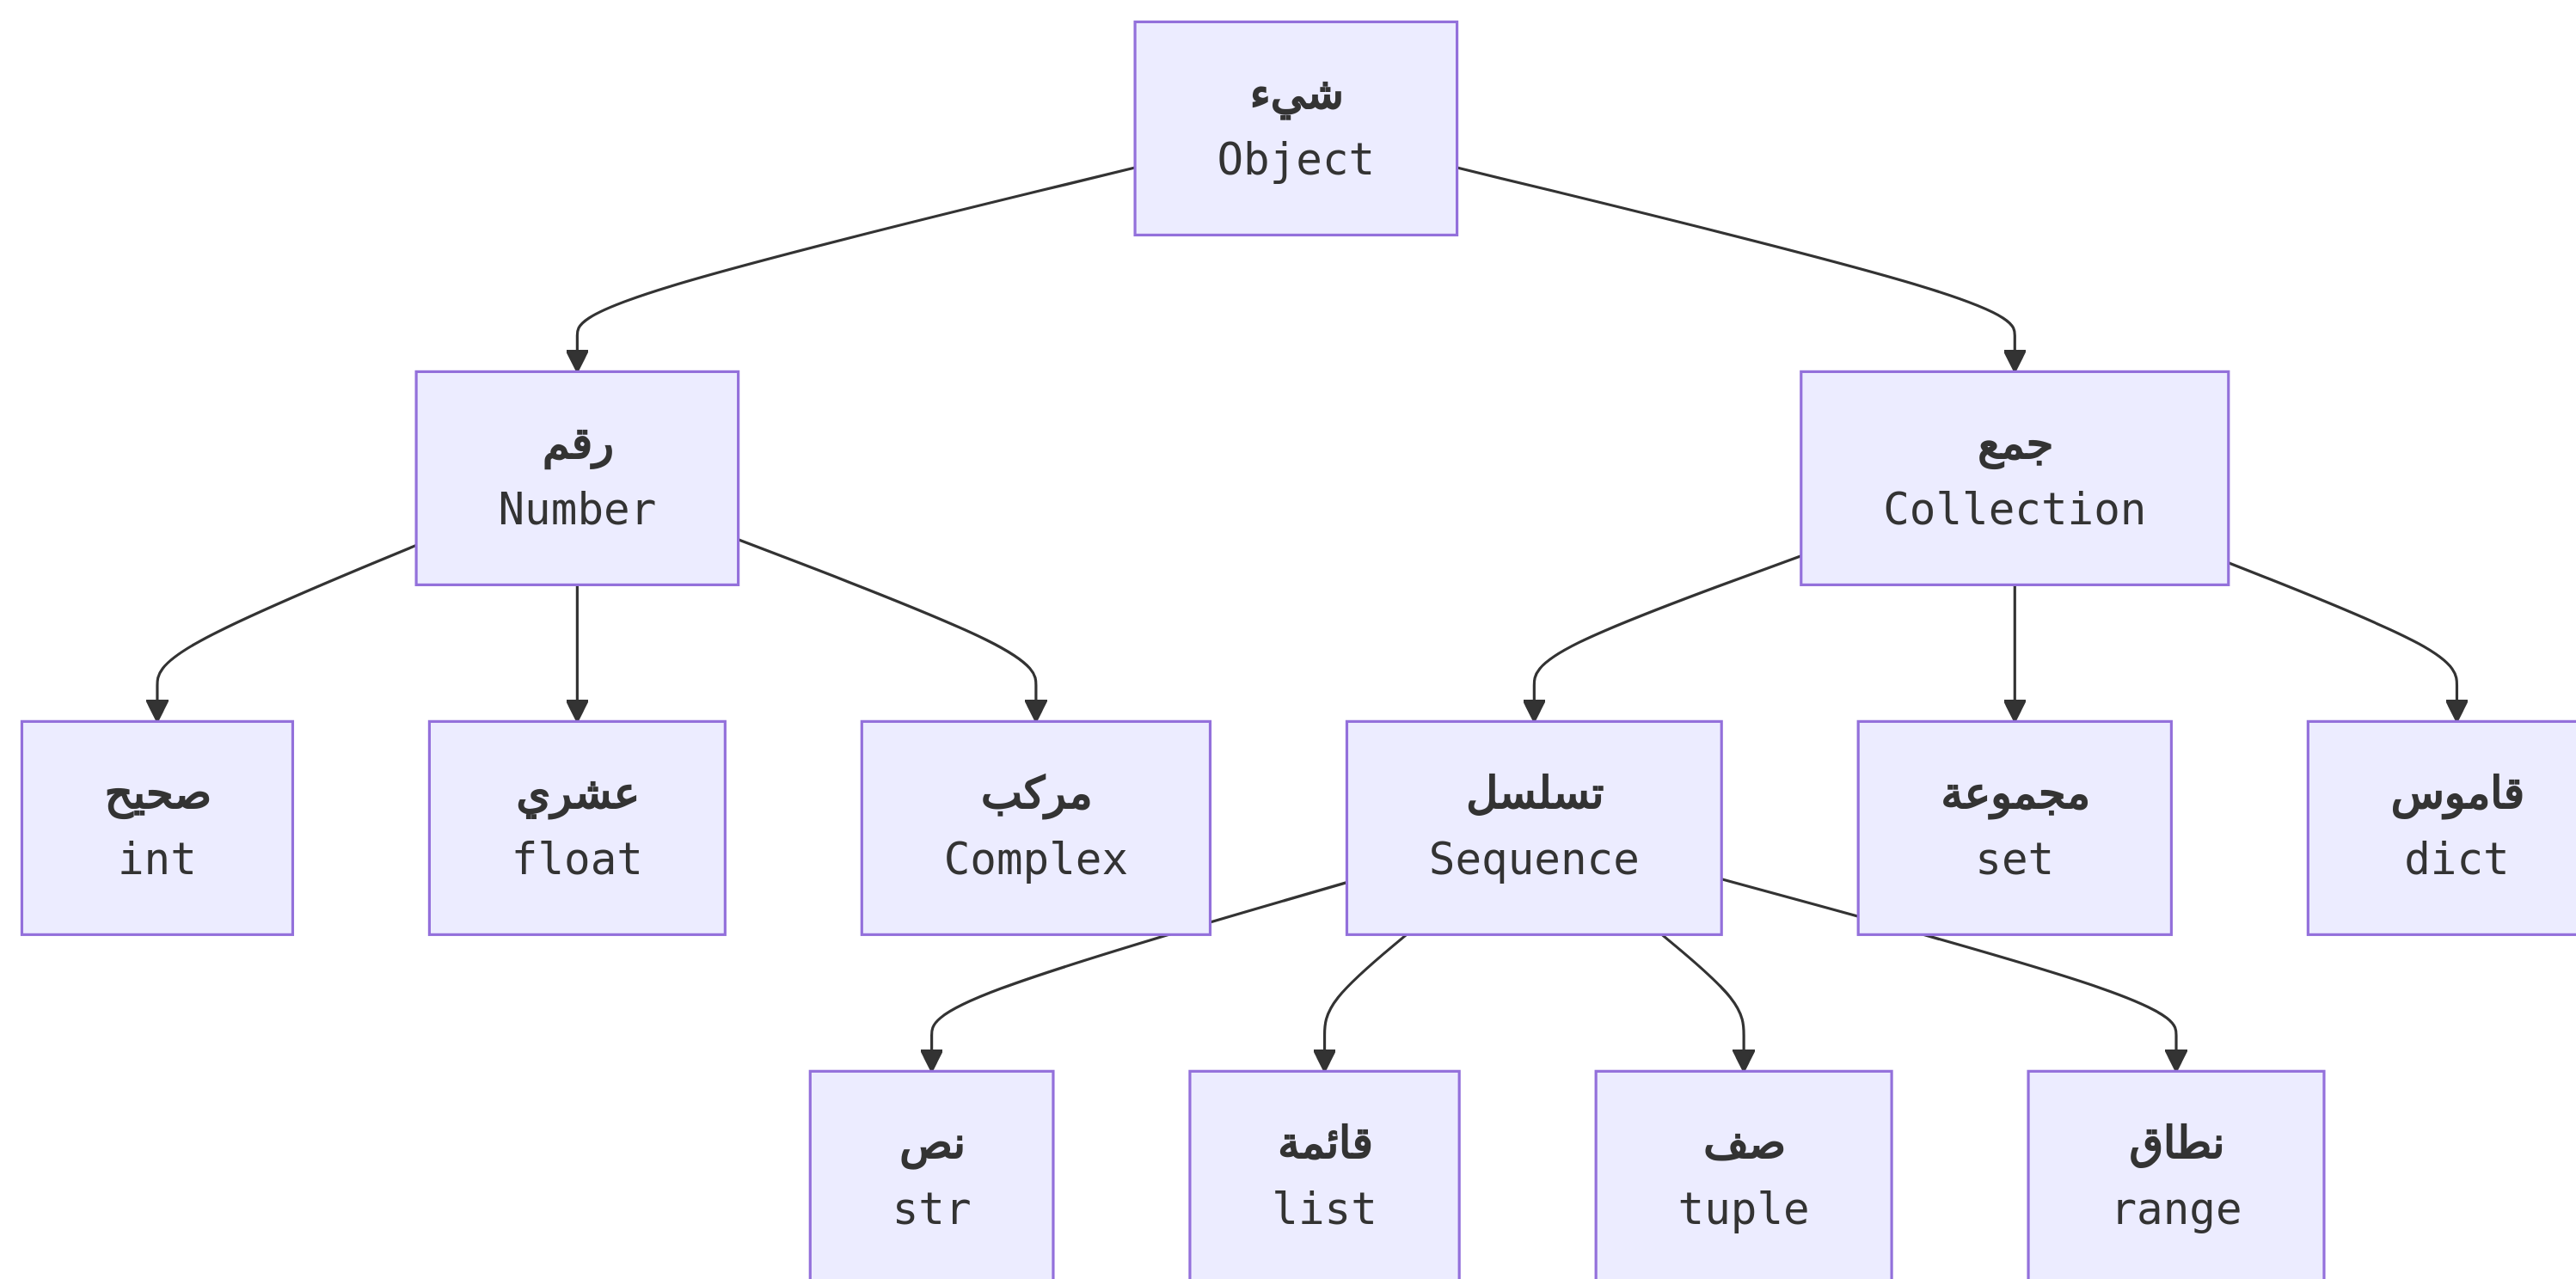 شيء
Object
رقم
Number
جمع
Collection
صحيح
int
عشري
float
مركب
Complex
تسلسل
Sequence
مجموعة
set
قاموس
dict
نص
str
قائمة
list
صف
tuple
نطاق
range